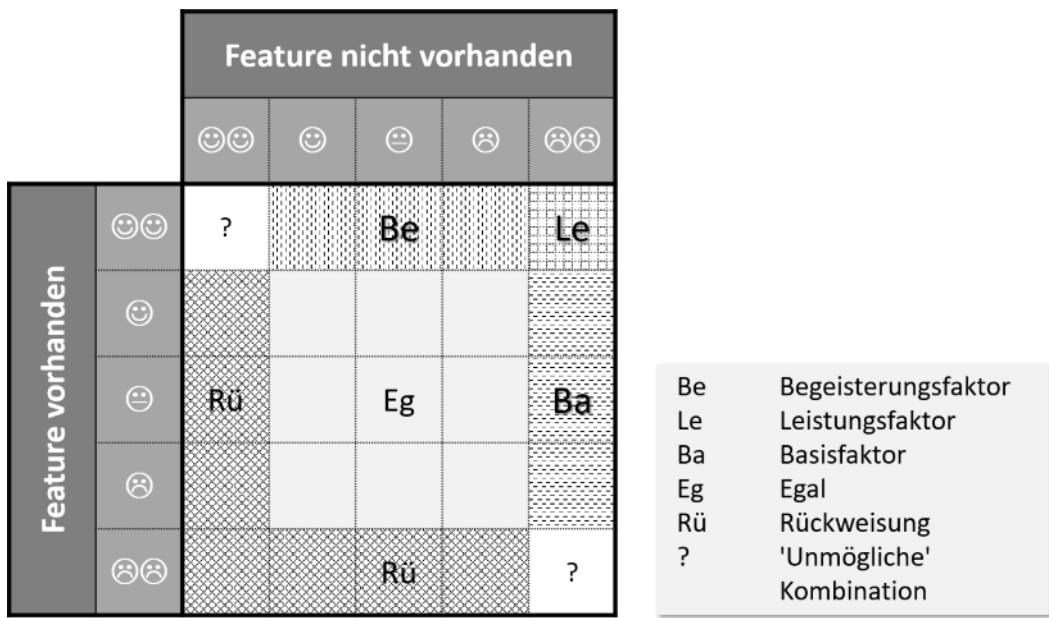 Feature nicht vorhanden
Feature vorhanden
? Be Le
Rü Eg Ba
Rü ?
Be Begeisterungsfaktor
Le Leistungsfaktor
Ba Basisfaktor
Eg Egal
Rü Rückweisung
? 'Unmögliche'
Kombination